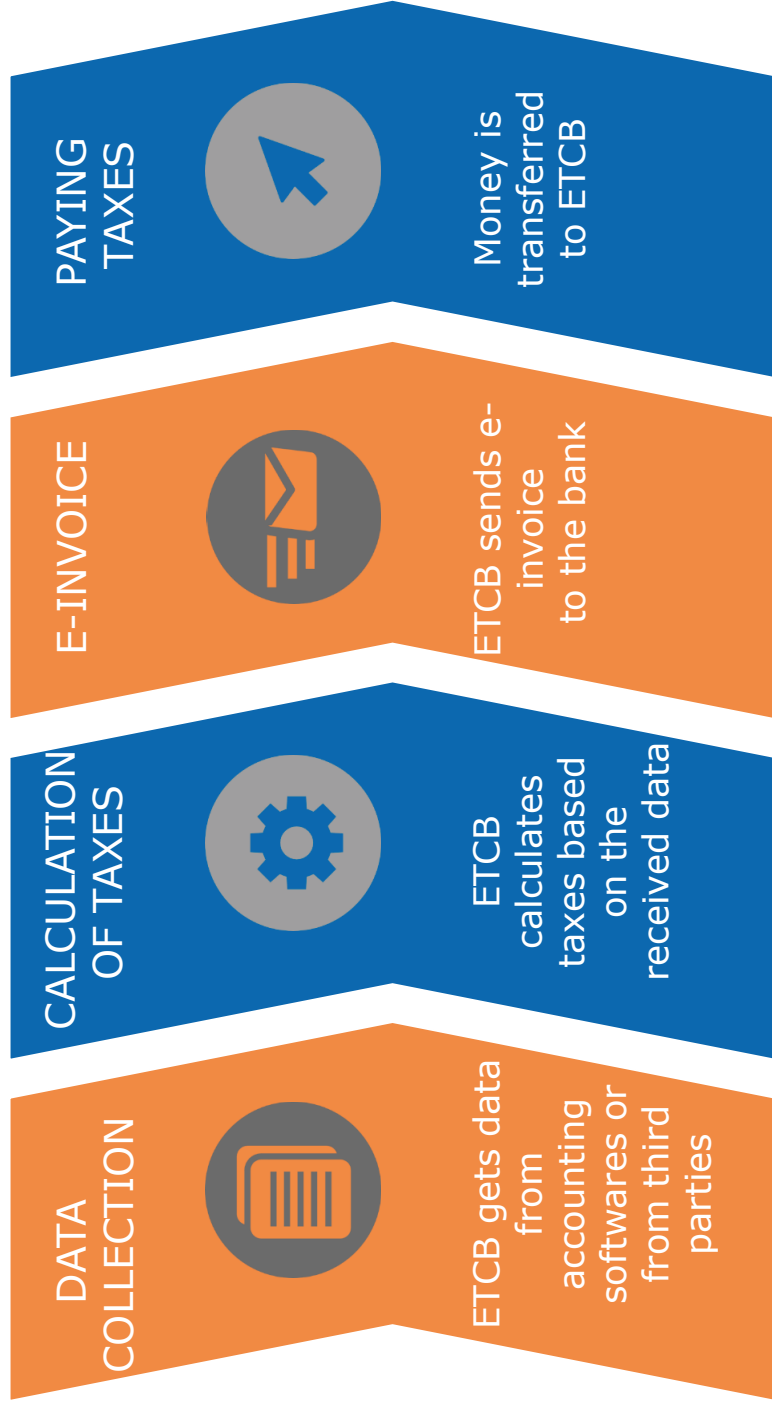 DATA
COLLECTION
ETCB gets data
from
accounting
softwares or
from third
parties
CALCULATION
OF TAXES
ETCB
calculates
taxes based
on the
received data
E-INVOICE
ETCB sends e-
invoice
to the bank
PAYING
TAXES
Money is
transferred
to ETCB